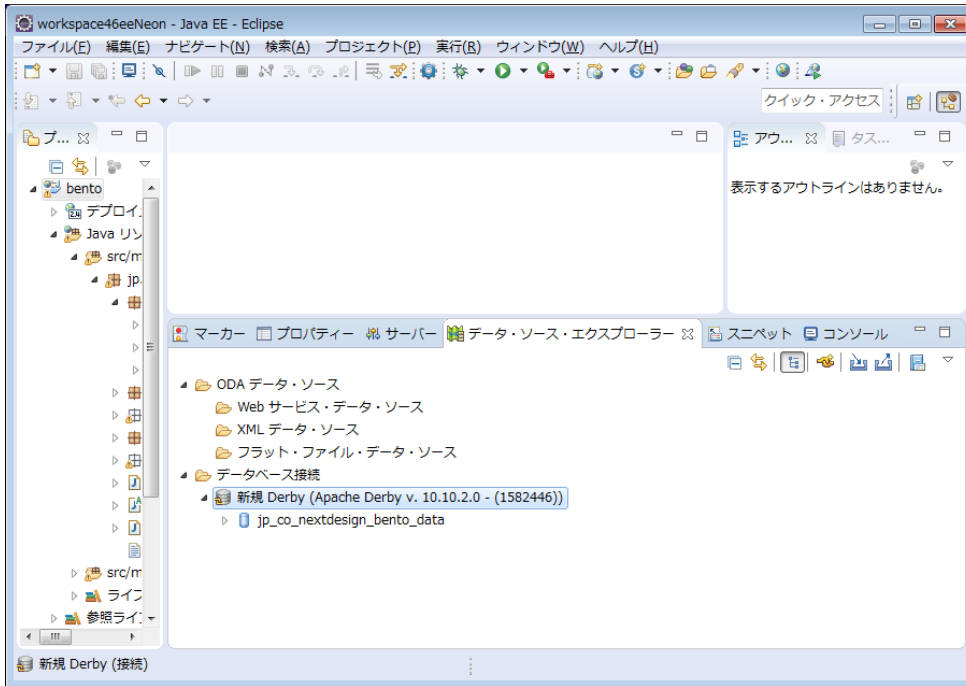 workspace46eeNeon - Java EE - Eclipse
ファイル(F) 編集(E) ナビゲート(N) 検索(A) プロジェクト(P) 実行(R) ウィンドウ(W) ヘルプ(H)
クイック・アクセス
プ...
bento
デプロイ
Java リソ
src/m
jp.
src/m
ライブ
参照ライ
アウ... タス...
表示するアウトラインはありません。
マーカー プロパティー サーバー データ・ソース・エクスプローラー スニペット コンソール
ODA データ・ソース
Web サービス・データ・ソース
XML データ・ソース
フラット・ファイル・データ・ソース
データベース接続
新規 Derby (Apache Derby v. 10.10.2.0 - (1582446))
jp_co_nextdesign_bento_data
新規 Derby (接続)